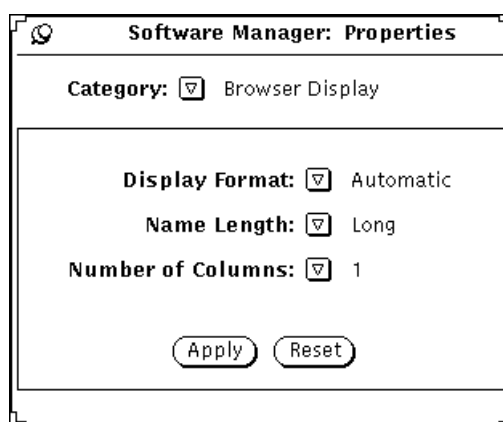 Software Manager: Properties
Category: Browser Display
Display Format: Automatic
Name Length: Long
Number of Columns: 1
Apply Reset